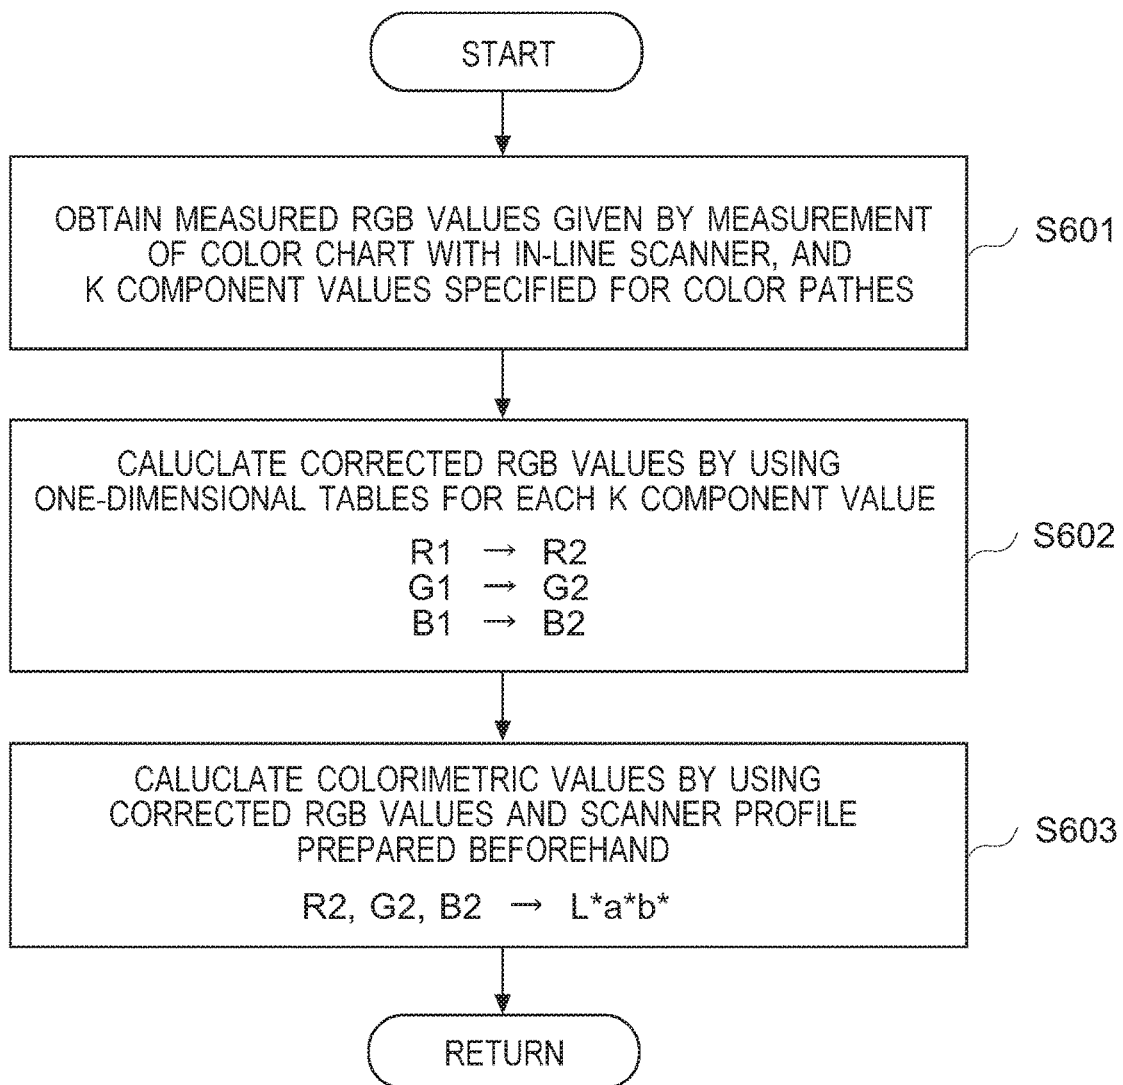 START
OBTAIN MEASURED RGB VALUES GIVEN BY MEASUREMENT
OF COLOR CHART WITH IN-LINE SCANNER, AND
K COMPONENT VALUES SPECIFIED FOR COLOR PATHES
S601
CALUCLATE CORRECTED RGB VALUES BY USING
ONE-DIMENSIONAL TABLES FOR EACH K COMPONENT VALUE
R1 → R2
G1 → G2
B1 → B2
S602
CALUCLATE COLORIMETRIC VALUES BY USING
CORRECTED RGB VALUES AND SCANNER PROFILE
PREPARED BEFOREHAND
R2, G2, B2 → L*a*b*
S603
RETURN